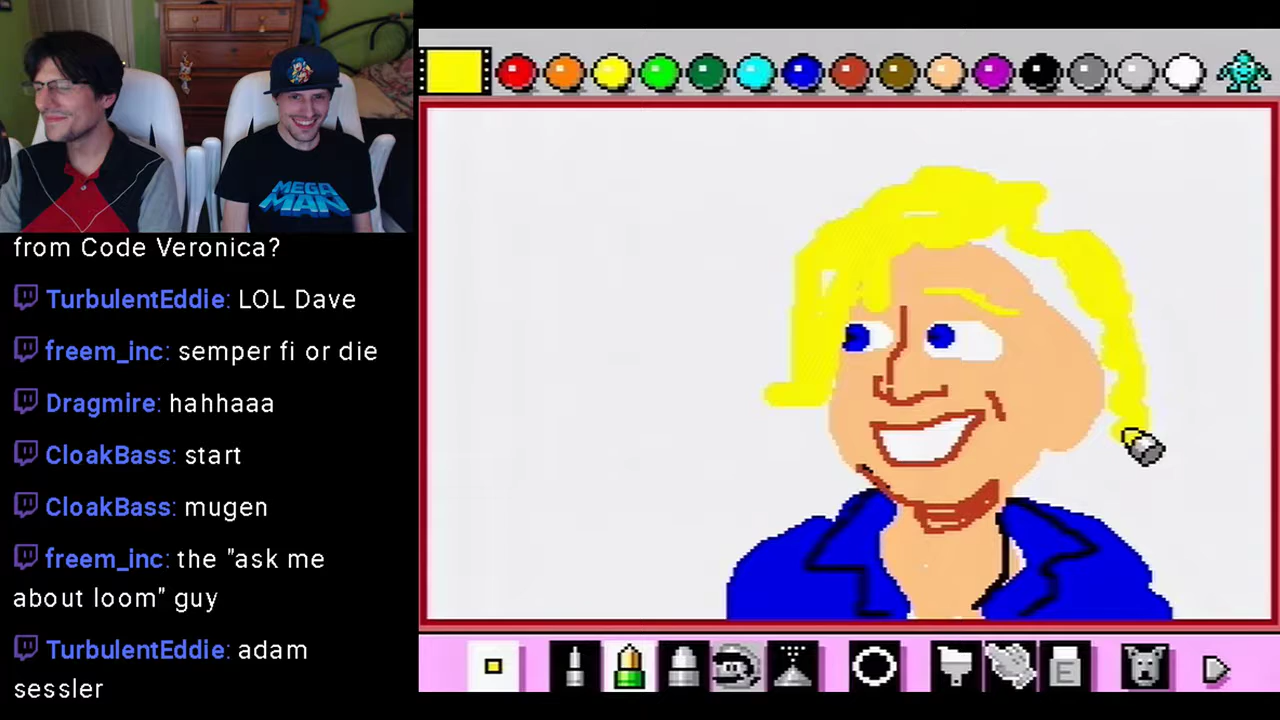 MEGA
MAN
from Code Veronica?
TurbulentEddie: LOL Dave
freem_inc: semper fi or die
Dragmire: hahhaaa
CloakBass: start
CloakBass: mugen
freem_inc: the "ask me
about loom" guy
TurbulentEddie: adam
sessler
E